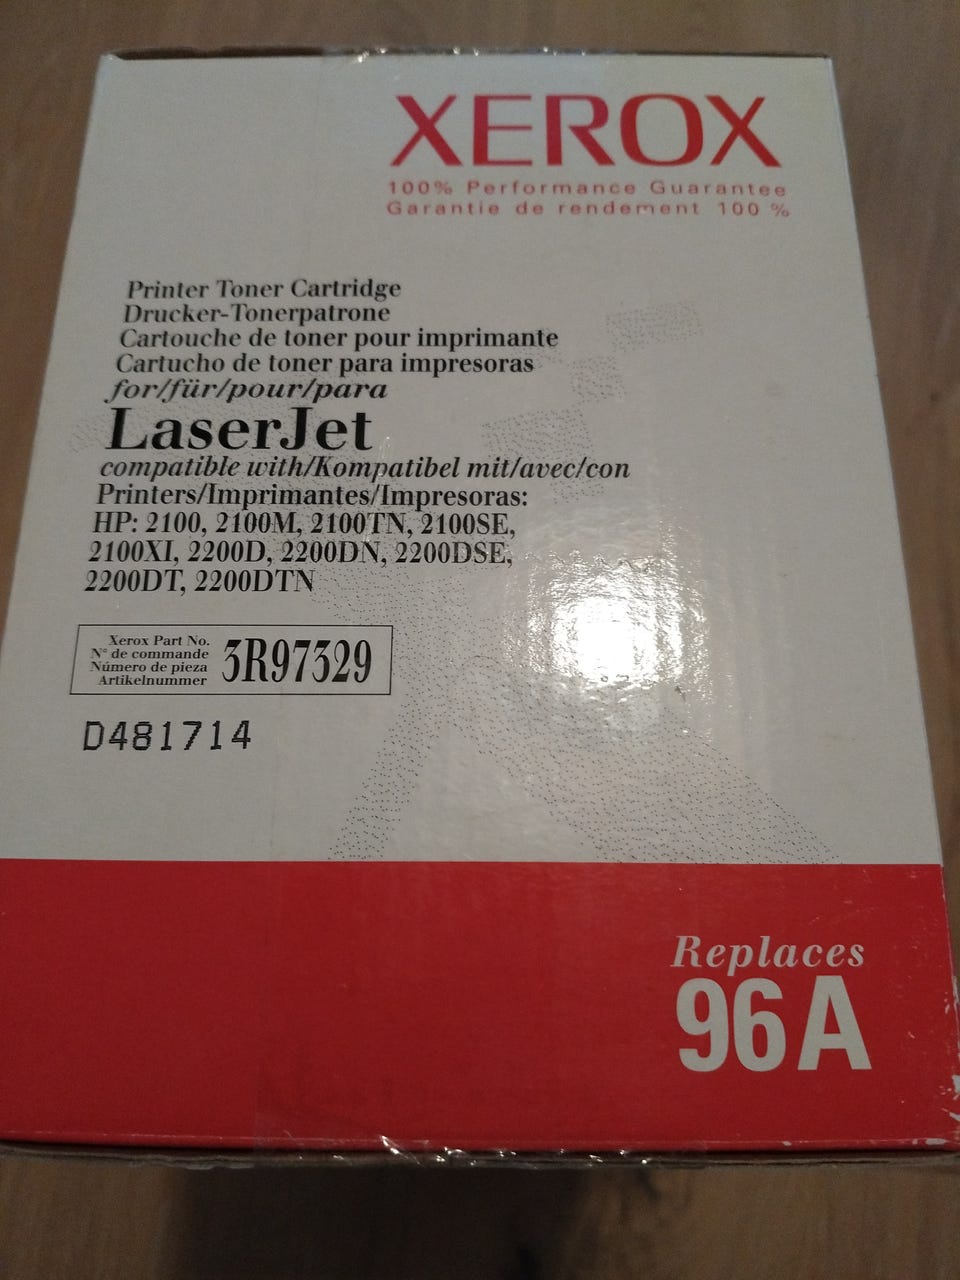 XEROX
100% Performance Guarantee
Garantie de rendement 100 %
Printer Toner Cartridge
Drucker-Tonerpatrone
Cartouche de toner pour imprimante
Cartucho de toner para impresoras
for/für/pour/para
LaserJet
compatible with/Kompatibel mit/avec/con
Printers/Imprimantes/Impresoras:
HP: 2100, 2100M, 2100TN, 2100SE,
2100XI, 2200D, 2200DN, 2200DSE,
2200DT, 2200DTN
Xerox Part No.
N° de commande
Número de pieza
Artikelnummer
3R97329
D481714
Replaces
96A